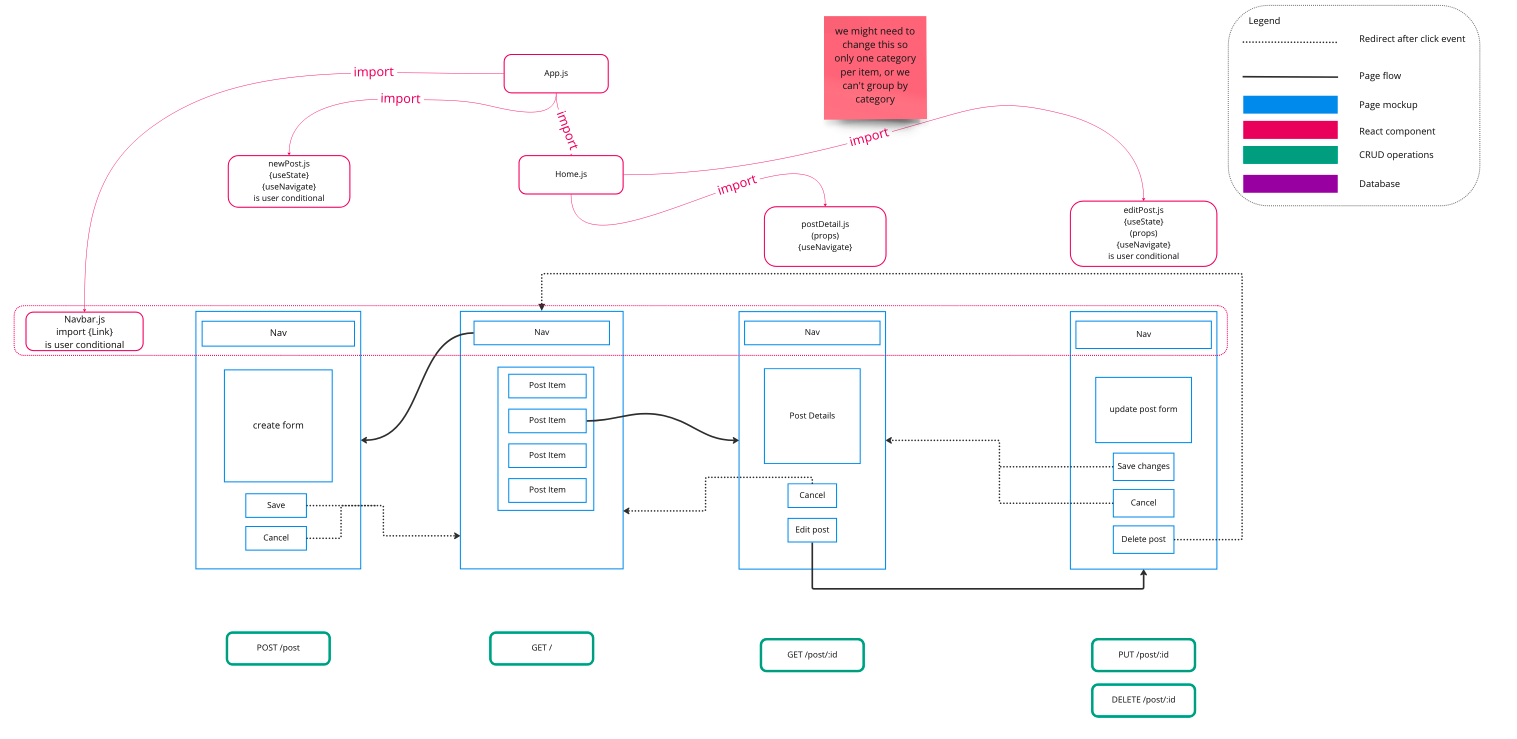 Legend
Redirect after click event
Page flow
Page mockup
React component
CRUD operations
Database
we might need to
change this so
only one category
per item, or we
can't group by
category
App.js
import
import
import
import
import
newPost.js
{useState}
{useNavigate}
is user conditional
Home.js
postDetail.js
(props)
{useNavigate}
editPost.js
{useState}
(props)
{useNavigate}
is user conditional
Navbar.js
import {Link}
is user conditional
Nav
create form
Save
Cancel
Nav
Post Item
Post Item
Post Item
Post Item
Nav
Post Details
Cancel
Edit post
Nav
update post form
Save changes
Cancel
Delete post
POST /post
GET /
GET /post/:id
PUT /post/:id
DELETE /post/:id